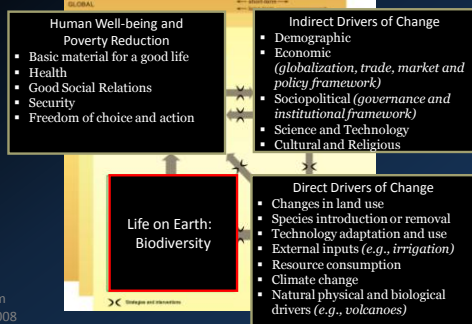 GLOBAL
Human Well-being and
Poverty Reduction
▪ Basic material for a good life
▪ Health
▪ Good Social Relations
▪ Security
▪ Freedom of choice and action
Indirect Drivers of Change
▪ Demographic
▪ Economic
(globalization, trade, market and
policy framework)
▪ Sociopolitical (governance and
institutional framework)
▪ Science and Technology
▪ Cultural and Religious
Life on Earth:
Biodiversity
Direct Drivers of Change
▪ Changes in land use
▪ Species introduction or removal
▪ Technology adaptation and use
▪ External inputs (e.g., irrigation)
▪ Resource consumption
▪ Climate change
▪ Natural physical and biological
drivers (e.g., volcanoes)
Strategies and interventions